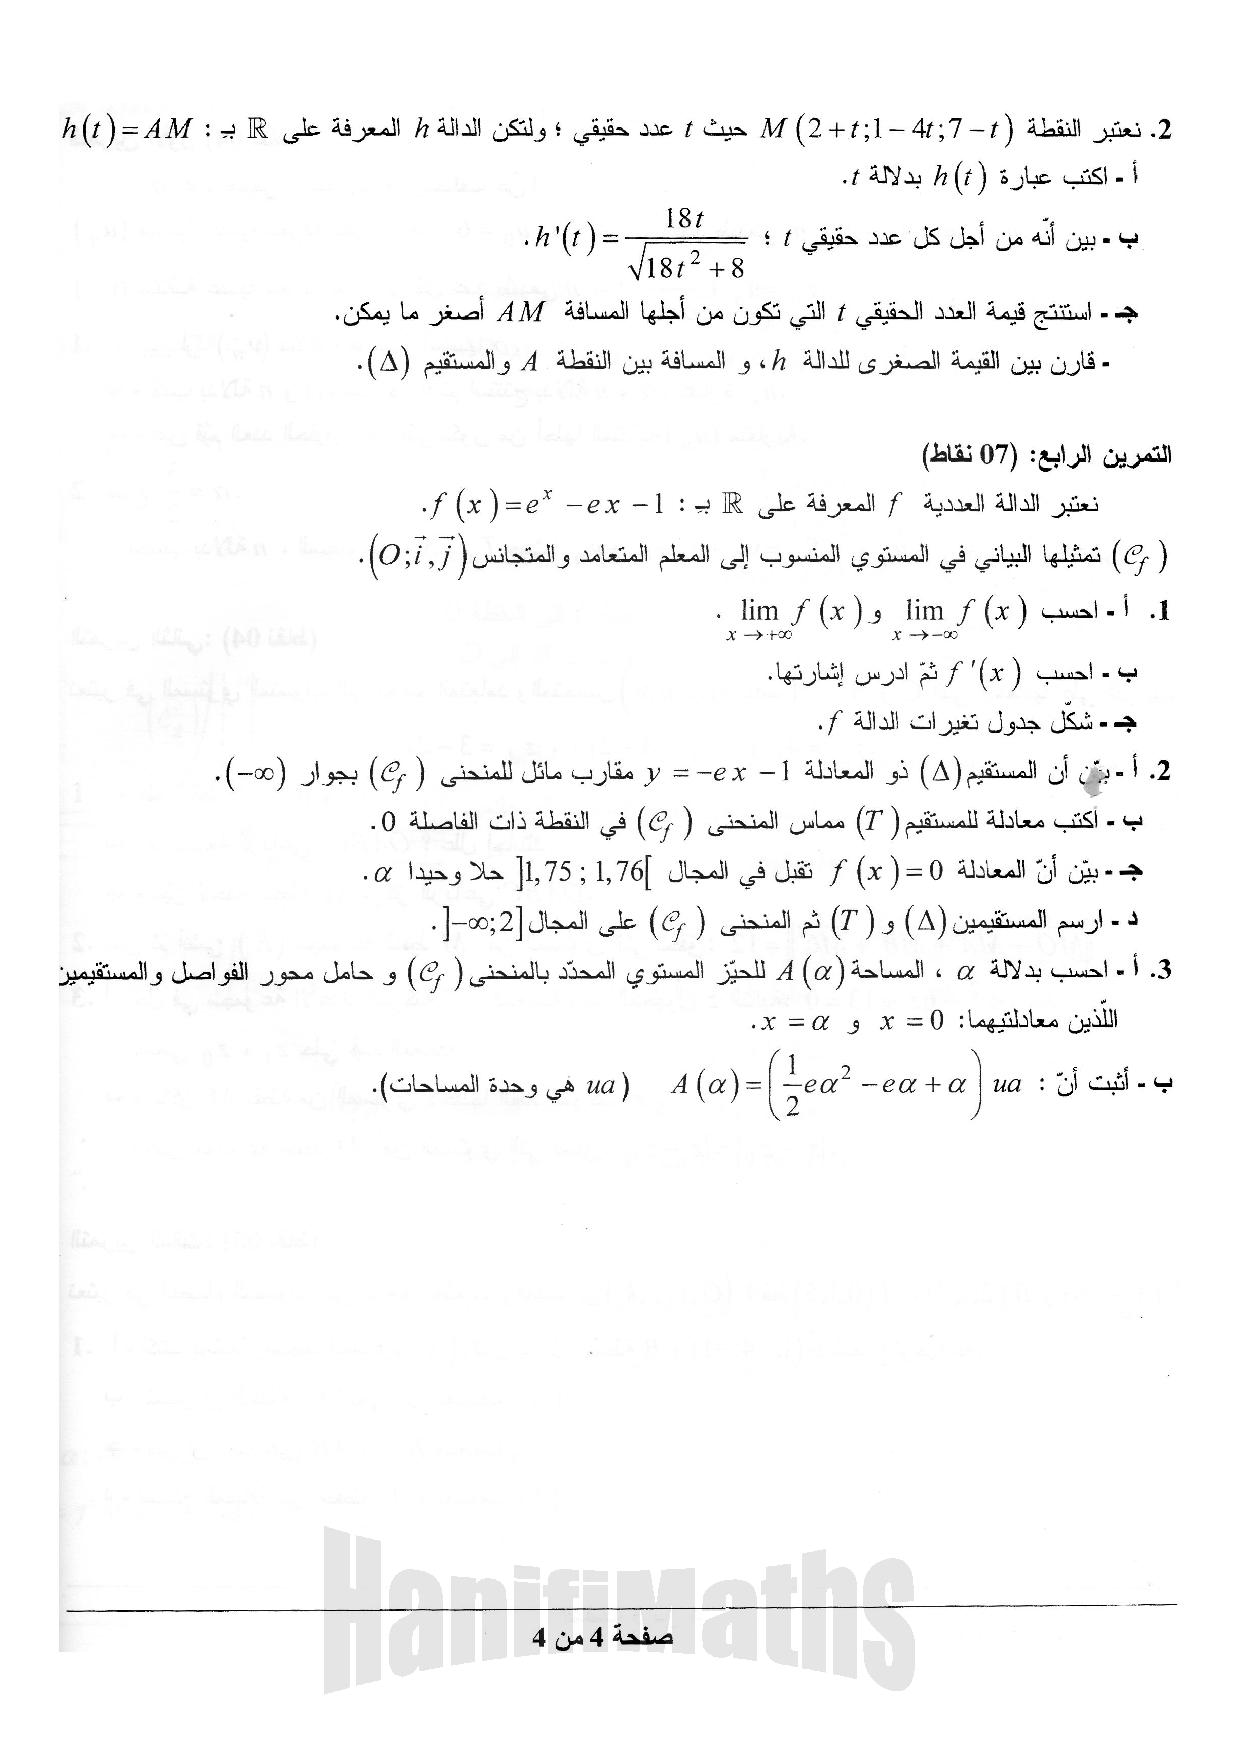 2. نعتبر النقطة M(2+t;1−4t;7−t) حيث t عدد حقيقي ؛ ولتكن الدالة h المعرفة على ℝ بـ : h(t)=AM
أ - اكتب عبارة h(t) بدلالة t.
ب - بين أنّه من أجل كل عدد حقيقي t ؛ h'(t)=18t/√(18t²+8).
جـ - استنتج قيمة العدد الحقيقي t التي تكون من أجلها المسافة AM أصغر ما يمكن.
- قارن بين القيمة الصغرى للدالة h، و المسافة بين النقطة A والمستقيم (Δ).
التمرين الرابع: (07 نقاط)
نعتبر الدالة العددية f المعرفة على ℝ بـ : f(x)=eˣ−ex−1.
(Cf) تمثيلها البياني في المستوي المنسوب إلى المعلم المتعامد والمتجانس (O;i⃗,j⃗).
1. أ - احسب lim f(x) x→−∞ و lim f(x) x→+∞ .
ب - احسب f'(x) ثمّ ادرس إشارتها.
جـ - شكّل جدول تغيرات الدالة f.
2. أ - بيّن أن المستقيم (Δ) ذو المعادلة y=−ex−1 مقارب مائل للمنحنى (Cf) بجوار (−∞).
ب - أكتب معادلة للمستقيم (T) مماس المنحنى (Cf) في النقطة ذات الفاصلة 0.
جـ - بيّن أنّ المعادلة f(x)=0 تقبل في المجال ]1,75 ; 1,76[ حلا وحيدا α.
د - ارسم المستقيمين (Δ) و (T) ثم المنحنى (Cf) على المجال ]−∞;2].
3. أ - احسب بدلالة α ، المساحة A(α) للحيّز المستوي المحدّد بالمنحنى (Cf) و حامل محور الفواصل والمستقيمين
اللّذين معادلتيهما: x=0 و x=α.
ب - أثبت أنّ : A(α)=(1/2 eα²−eα+α) ua (ua هي وحدة المساحات).
صفحة 4 من 4
HanifiMaths